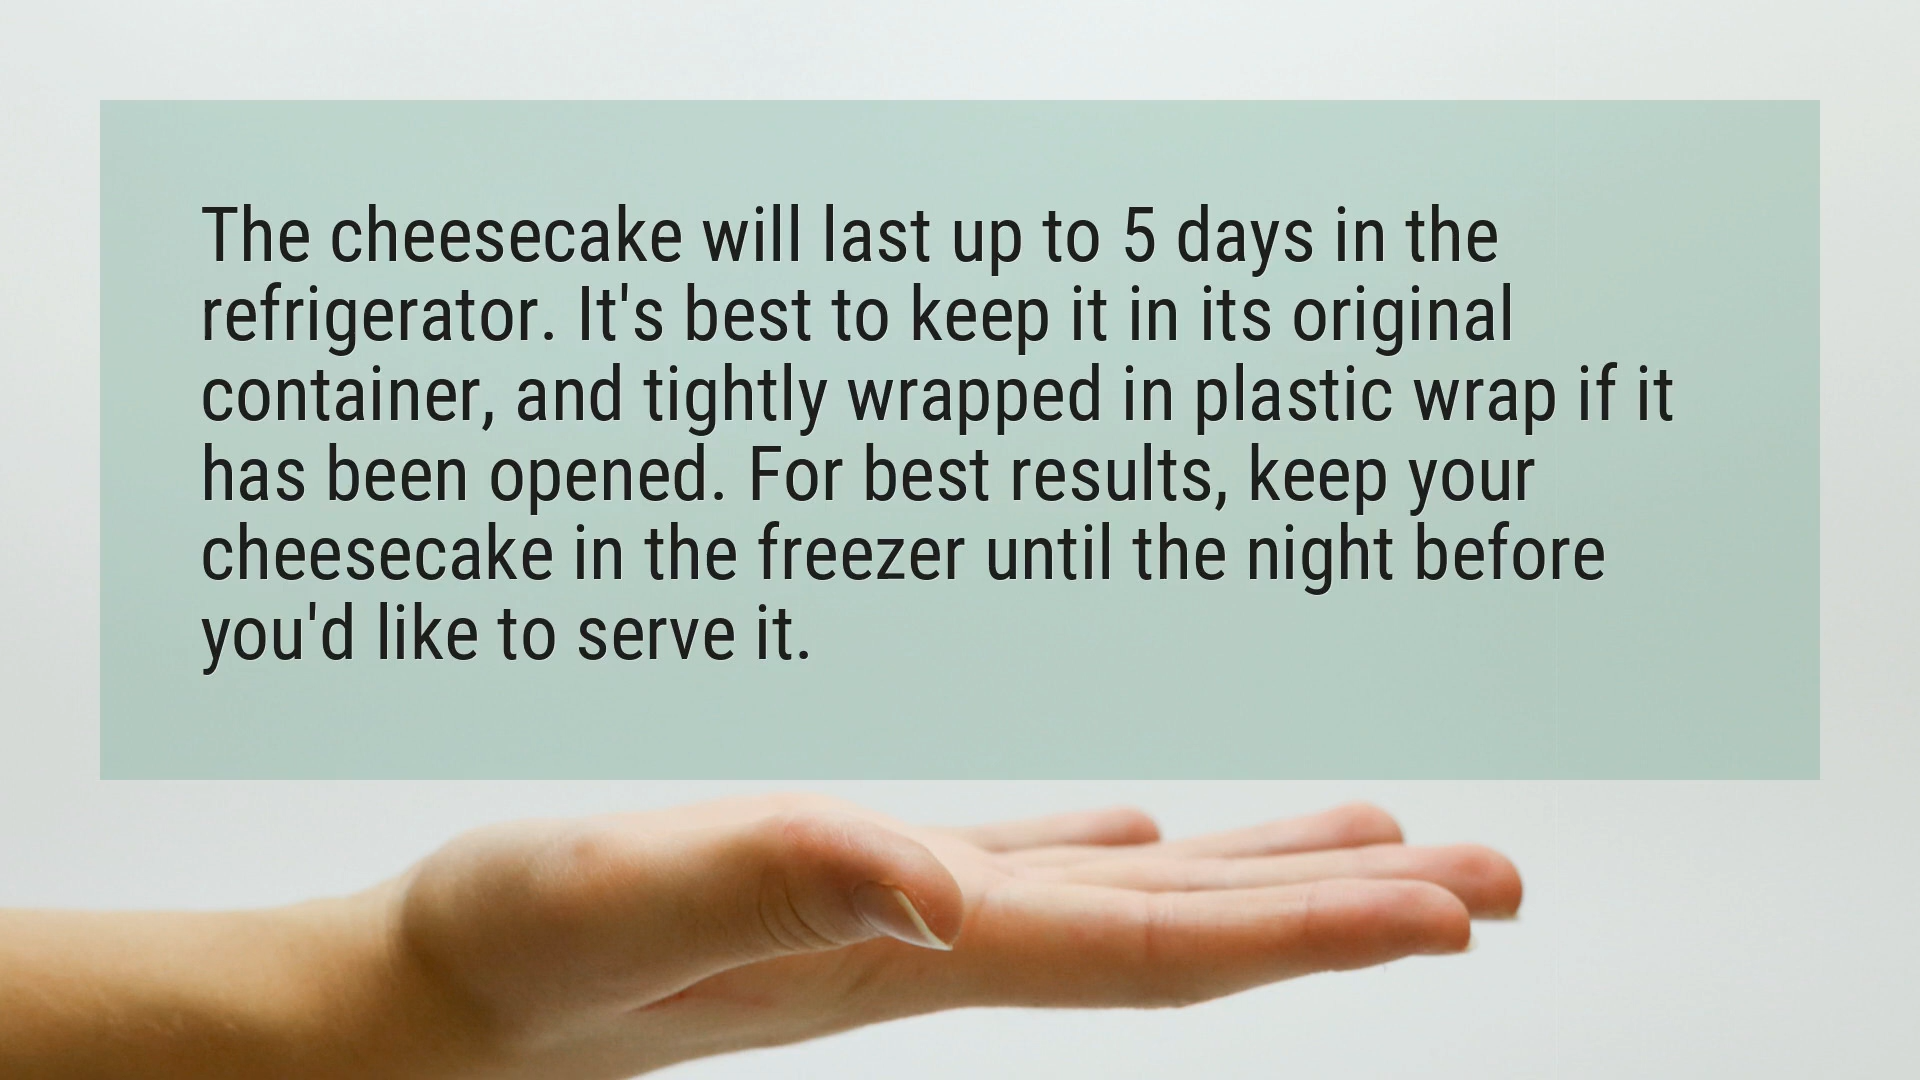 The cheesecake will last up to 5 days in the
refrigerator. It's best to keep it in its original
container, and tightly wrapped in plastic wrap if it
has been opened. For best results, keep your
cheesecake in the freezer until the night before
you'd like to serve it.